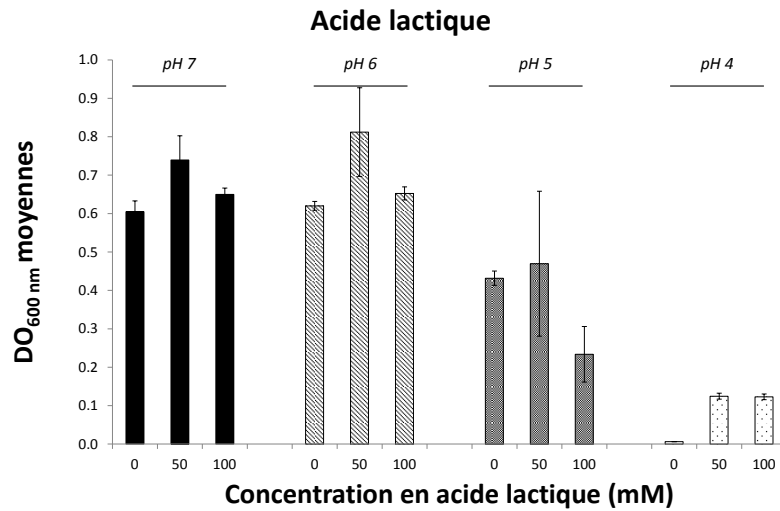 Acide lactique
pH 7 pH 6 pH 5 pH 4
1.0
0.9
0.8
0.7
0.6
0.5
0.4
0.3
0.2
0.1
0.0
DO600 nm moyennes
0 50 100 0 50 100 0 50 100 0 50 100
Concentration en acide lactique (mM)